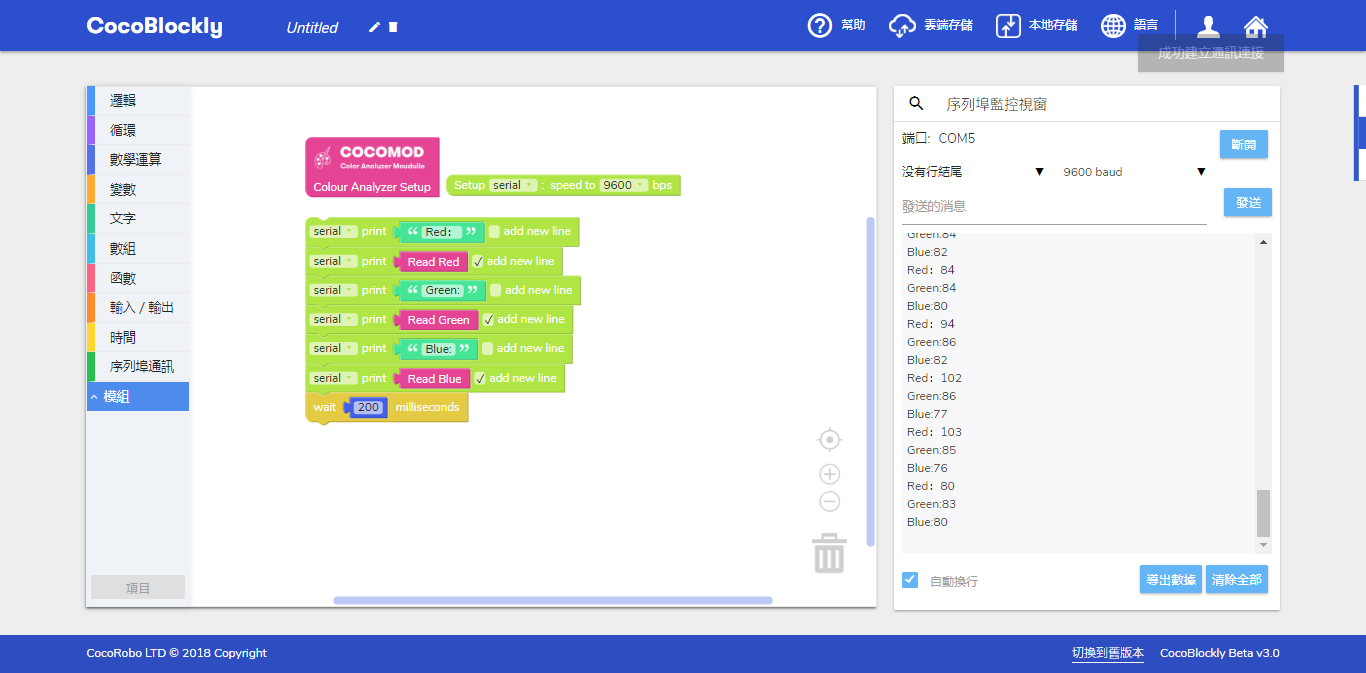 CocoBlockly
Untitled
幫助
雲端存儲
本地存儲
語言
成功建立通訊連接
邏輯
循環
數學運算
變數
文字
數組
函數
輸入 / 輸出
時間
序列埠通訊
模組
項目
COCOMOD
Color Analuzer Moudulle
Colour Analyzer Setup
Setup serial : speed to 9600 bps
serial print “ Red: ” add new line
serial print Read Red ✓ add new line
serial print “ Green: ” add new line
serial print Read Green ✓ add new line
serial print “ Blue: ” add new line
serial print Read Blue ✓ add new line
wait 200 milliseconds
序列埠監控視窗
端口: COM5
斷開
没有行結尾
9600 baud
發送的消息
發送
Green:84
Blue:82
Red: 84
Green:84
Blue:80
Red: 94
Green:86
Blue:82
Red: 102
Green:86
Blue:77
Red: 103
Green:85
Blue:76
Red: 80
Green:83
Blue:80
自動換行
導出數據
清除全部
CocoRobo LTD © 2018 Copyright
切換到舊版本
CocoBlockly Beta v3.0